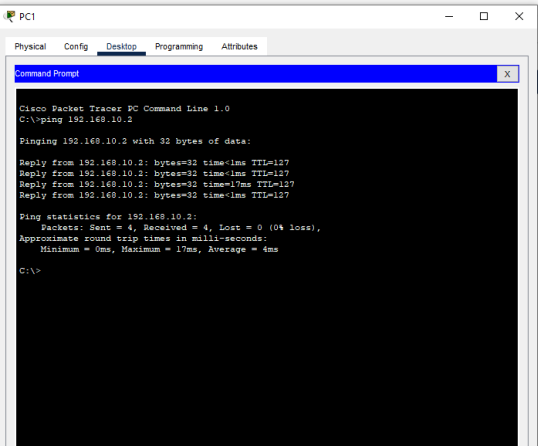 PC1
Physical Config Desktop Programming Attributes
Command Prompt
X
Cisco Packet Tracer PC Command Line 1.0
C:\>ping 192.168.10.2
Pinging 192.168.10.2 with 32 bytes of data:
Reply from 192.168.10.2: bytes=32 time<1ms TTL=127
Reply from 192.168.10.2: bytes=32 time<1ms TTL=127
Reply from 192.168.10.2: bytes=32 time=17ms TTL=127
Reply from 192.168.10.2: bytes=32 time<1ms TTL=127
Ping statistics for 192.168.10.2:
Packets: Sent = 4, Received = 4, Lost = 0 (0% loss),
Approximate round trip times in milli-seconds:
Minimum = 0ms, Maximum = 17ms, Average = 4ms
C:\>